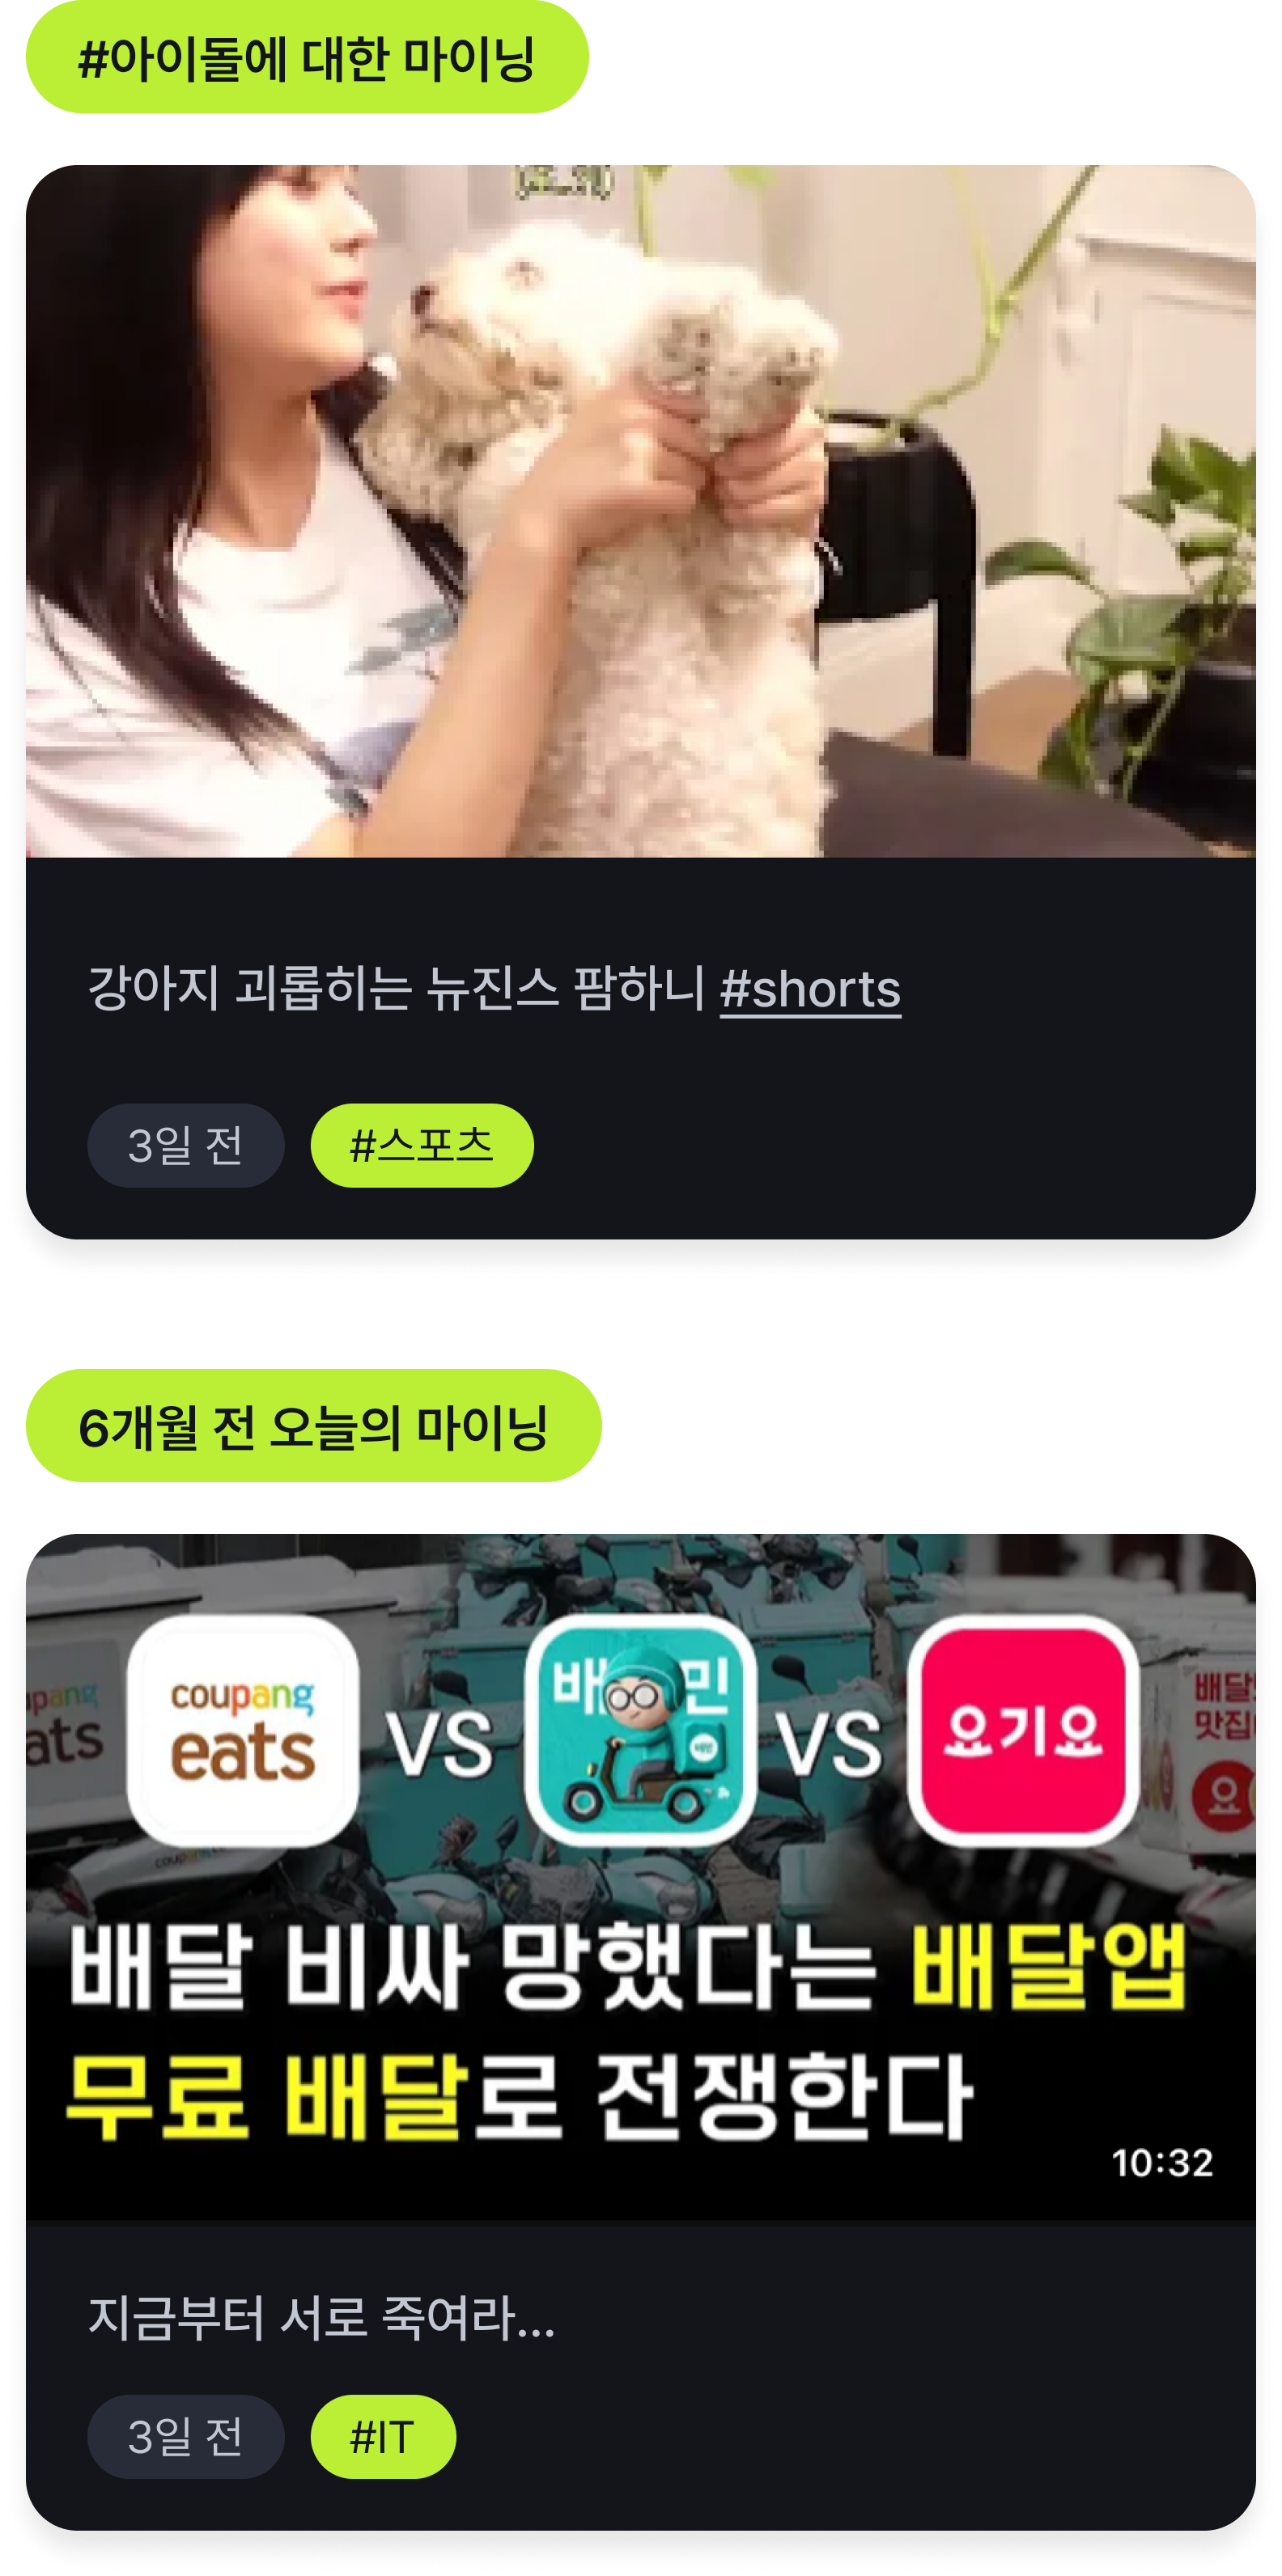 #아이돌에 대한 마이닝
강아지 괴롭히는 뉴진스 팜하니 #shorts
3일 전
#스포츠
6개월 전 오늘의 마이닝
coupang
eats
VS
배민
VS
요기요
배달
맛집
요
배달 비싸 망했다는 배달앱
무료 배달로 전쟁한다
10:32
지금부터 서로 죽여라...
3일 전
#IT